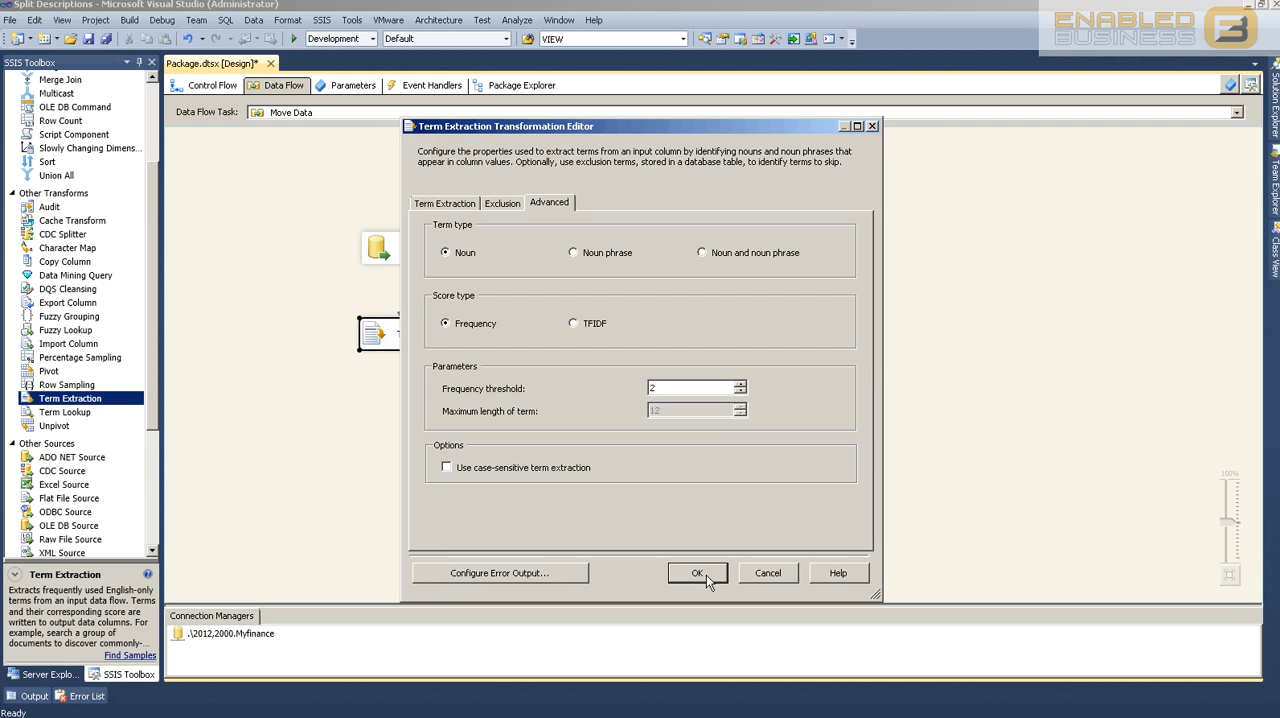 Split Descriptions - Microsoft Visual Studio (Administrator)
File Edit View Project Build Debug Team SQL Data Format SSIS Tools VMware Architecture Test Analyze Window Help
Development Default VIEW
ENABLED
BUSINESS
SSIS Toolbox
Package.dtsx [Design]*
Control Flow Data Flow Parameters Event Handlers Package Explorer
Data Flow Task: Move Data
Merge Join
Multicast
OLE DB Command
Row Count
Script Component
Slowly Changing Dimens...
Sort
Union All
Other Transforms
Audit
Cache Transform
CDC Splitter
Character Map
Copy Column
Data Mining Query
DQS Cleansing
Export Column
Fuzzy Grouping
Fuzzy Lookup
Import Column
Percentage Sampling
Pivot
Row Sampling
Term Extraction
Term Lookup
Unpivot
Other Sources
ADO NET Source
CDC Source
Excel Source
Flat File Source
ODBC Source
OLE DB Source
Raw File Source
XML Source
Term Extraction
Extracts frequently used English-only
terms from an input data flow. Terms
and their corresponding score are
written to output data columns. For
example, search a group of
documents to discover commonly-...
Find Samples
Server Explo... SSIS Toolbox
Output Error List
Ready
Term Extraction Transformation Editor
Configure the properties used to extract terms from an input column by identifying nouns and noun phrases that
appear in column values. Optionally, use exclusion terms, stored in a database table, to identify terms to skip.
Term Extraction Exclusion Advanced
Term type
Noun Noun phrase Noun and noun phrase
Score type
Frequency TFIDF
Parameters
Frequency threshold: 2
Maximum length of term: 12
Options
Use case-sensitive term extraction
Configure Error Output... OK Cancel Help
100%
Connection Managers
.\2012,2000.Myfinance
Solution Explorer
Team Explorer
Class View